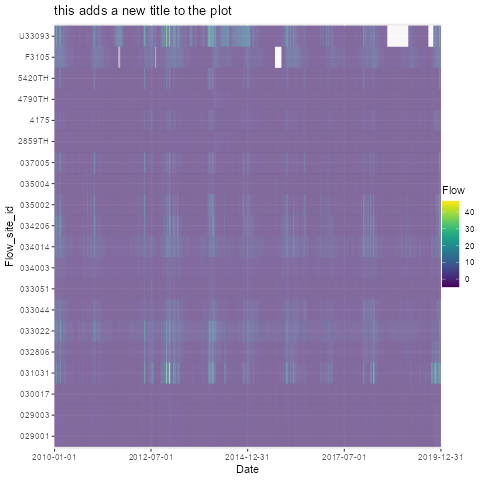 this adds a new title to the plot
U33093
F3105
5420TH
4790TH
4175
2859TH
037005
035004
035002
034226
034014
034003
033051
033044
033022
032806
031031
030017
029003
029001
Flow_site_id
2010-01-01 2012-07-01 2014-12-31 2017-07-01 2019-12-31
Date
Flow
40
30
20
10
0